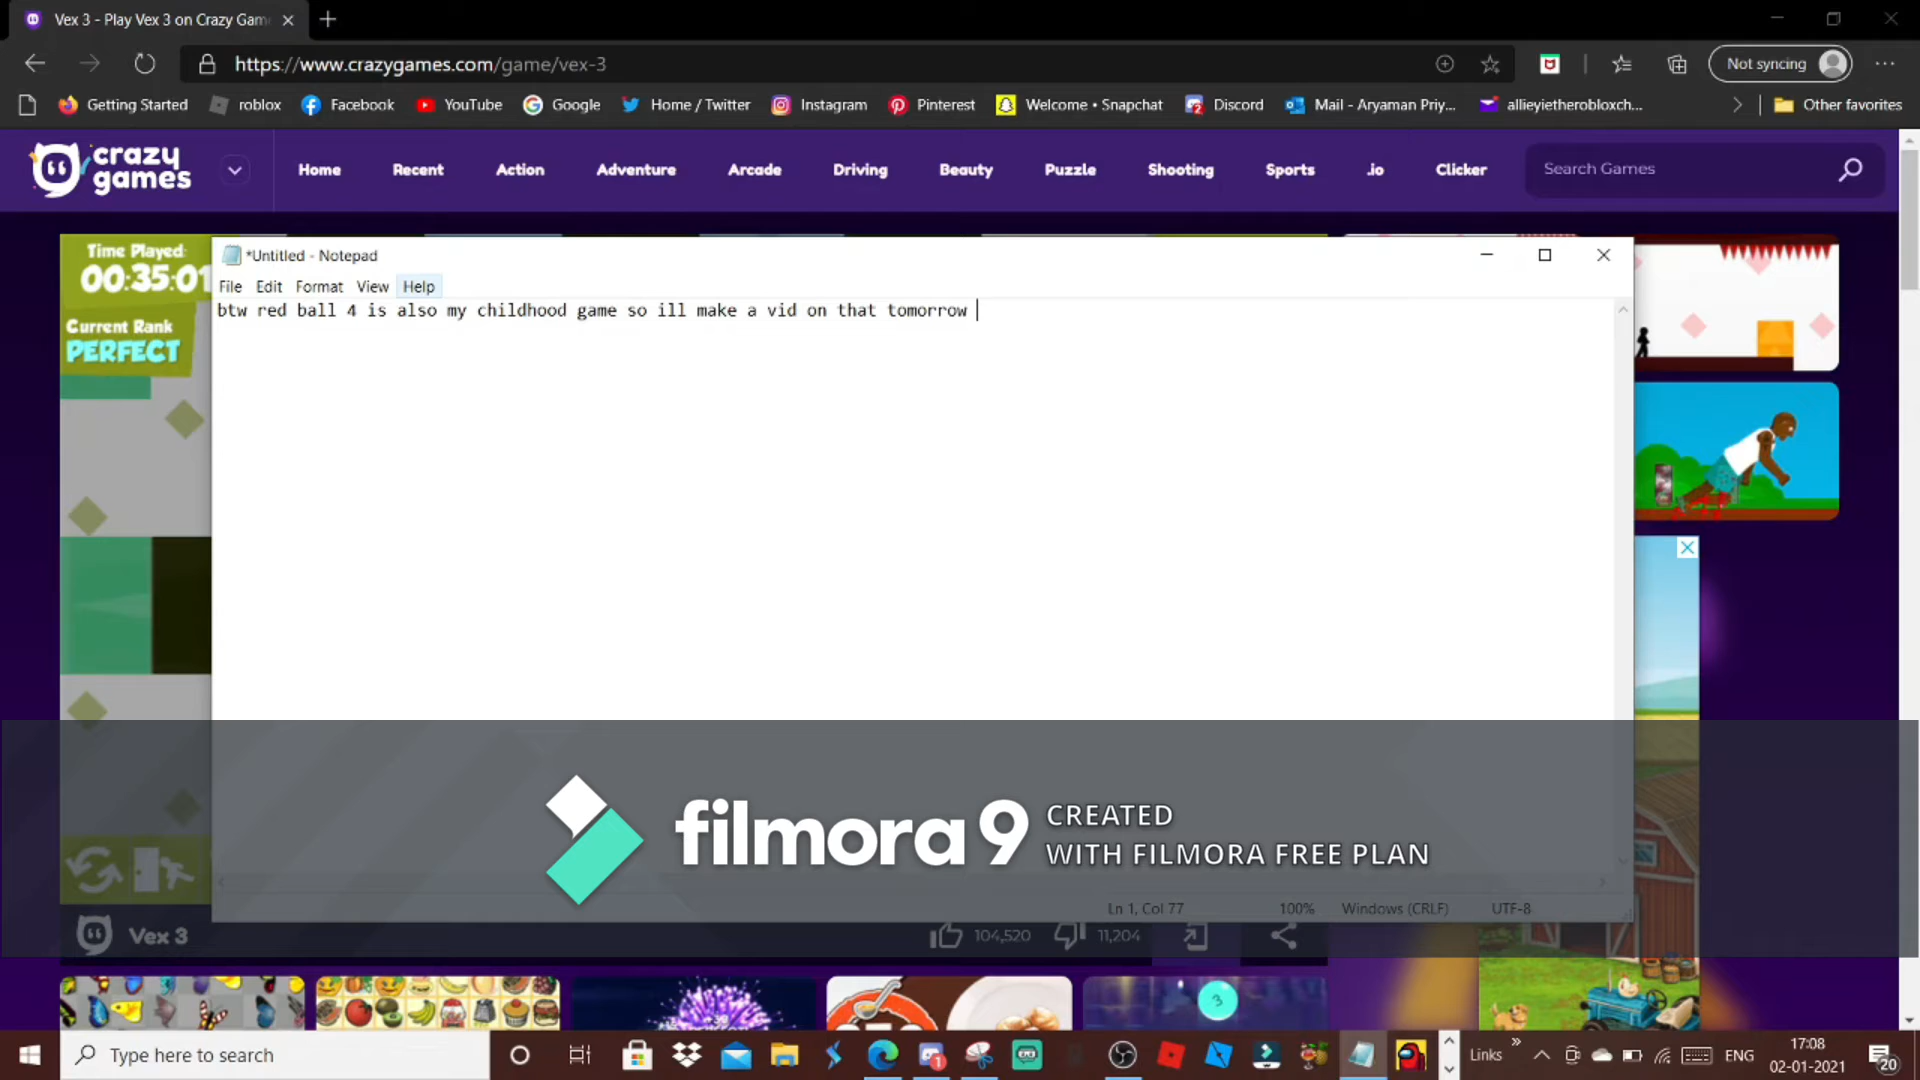 Vex 3 - Play Vex 3 on Crazy Gam
https://www.crazygames.com/game/vex-3
Not syncing
Getting Started
roblox
Facebook
YouTube
Google
Home / Twitter
Instagram
Pinterest
Welcome • Snapchat
Discord
Mail - Aryaman Priy...
allieyietherobloxch...
Other favorites
crazy
games
Home
Recent
Action
Adventure
Arcade
Driving
Beauty
Puzzle
Shooting
Sports
.io
Clicker
Search Games
Time Played:
00:35:01
Current Rank
PERFECT
*Untitled - Notepad
File
Edit
Format
View
Help
btw red ball 4 is also my childhood game so ill make a vid on that tomorrow
filmora 9
CREATED
WITH FILMORA FREE PLAN
Ln 1, Col 77
100%
Windows (CRLF)
UTF-8
Vex 3
104,520
11,204
3
Type here to search
Links
ENG
17:08
02-01-2021
20